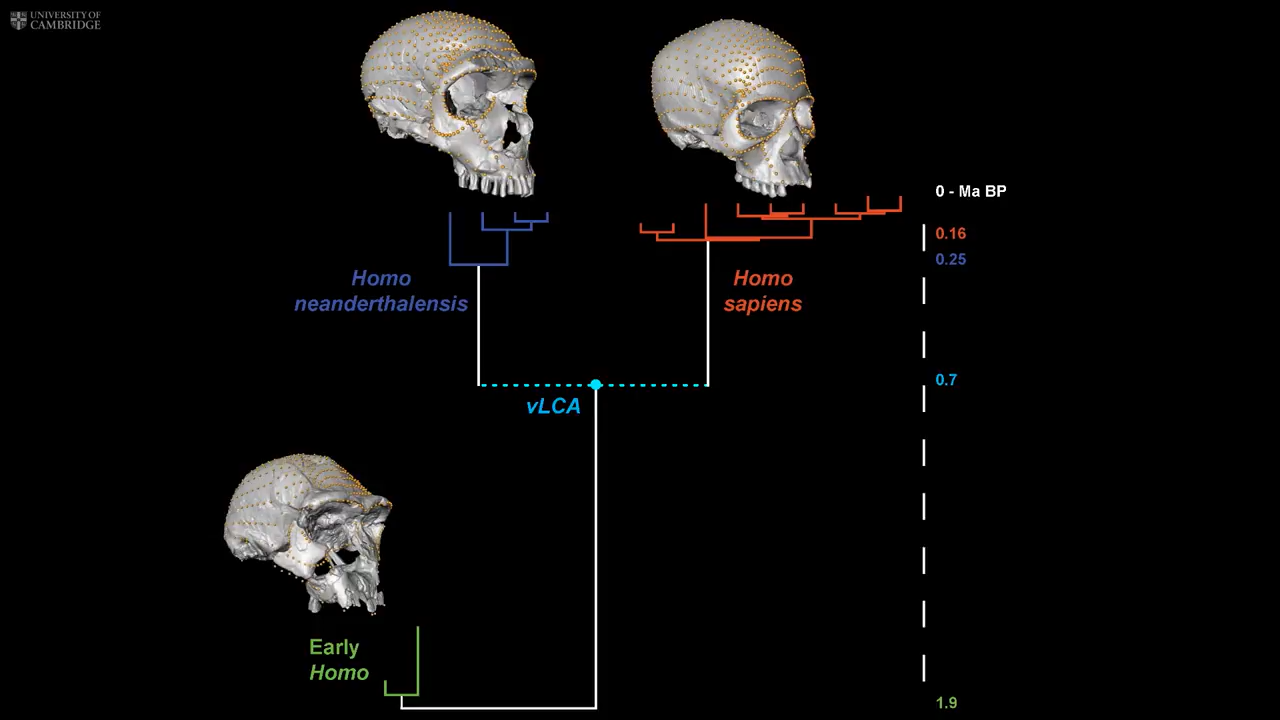 UNIVERSITY OF
CAMBRIDGE
0 - Ma BP
0.16
0.25
Homo
neanderthalensis
Homo
sapiens
0.7
vLCA
Early
Homo
1.9